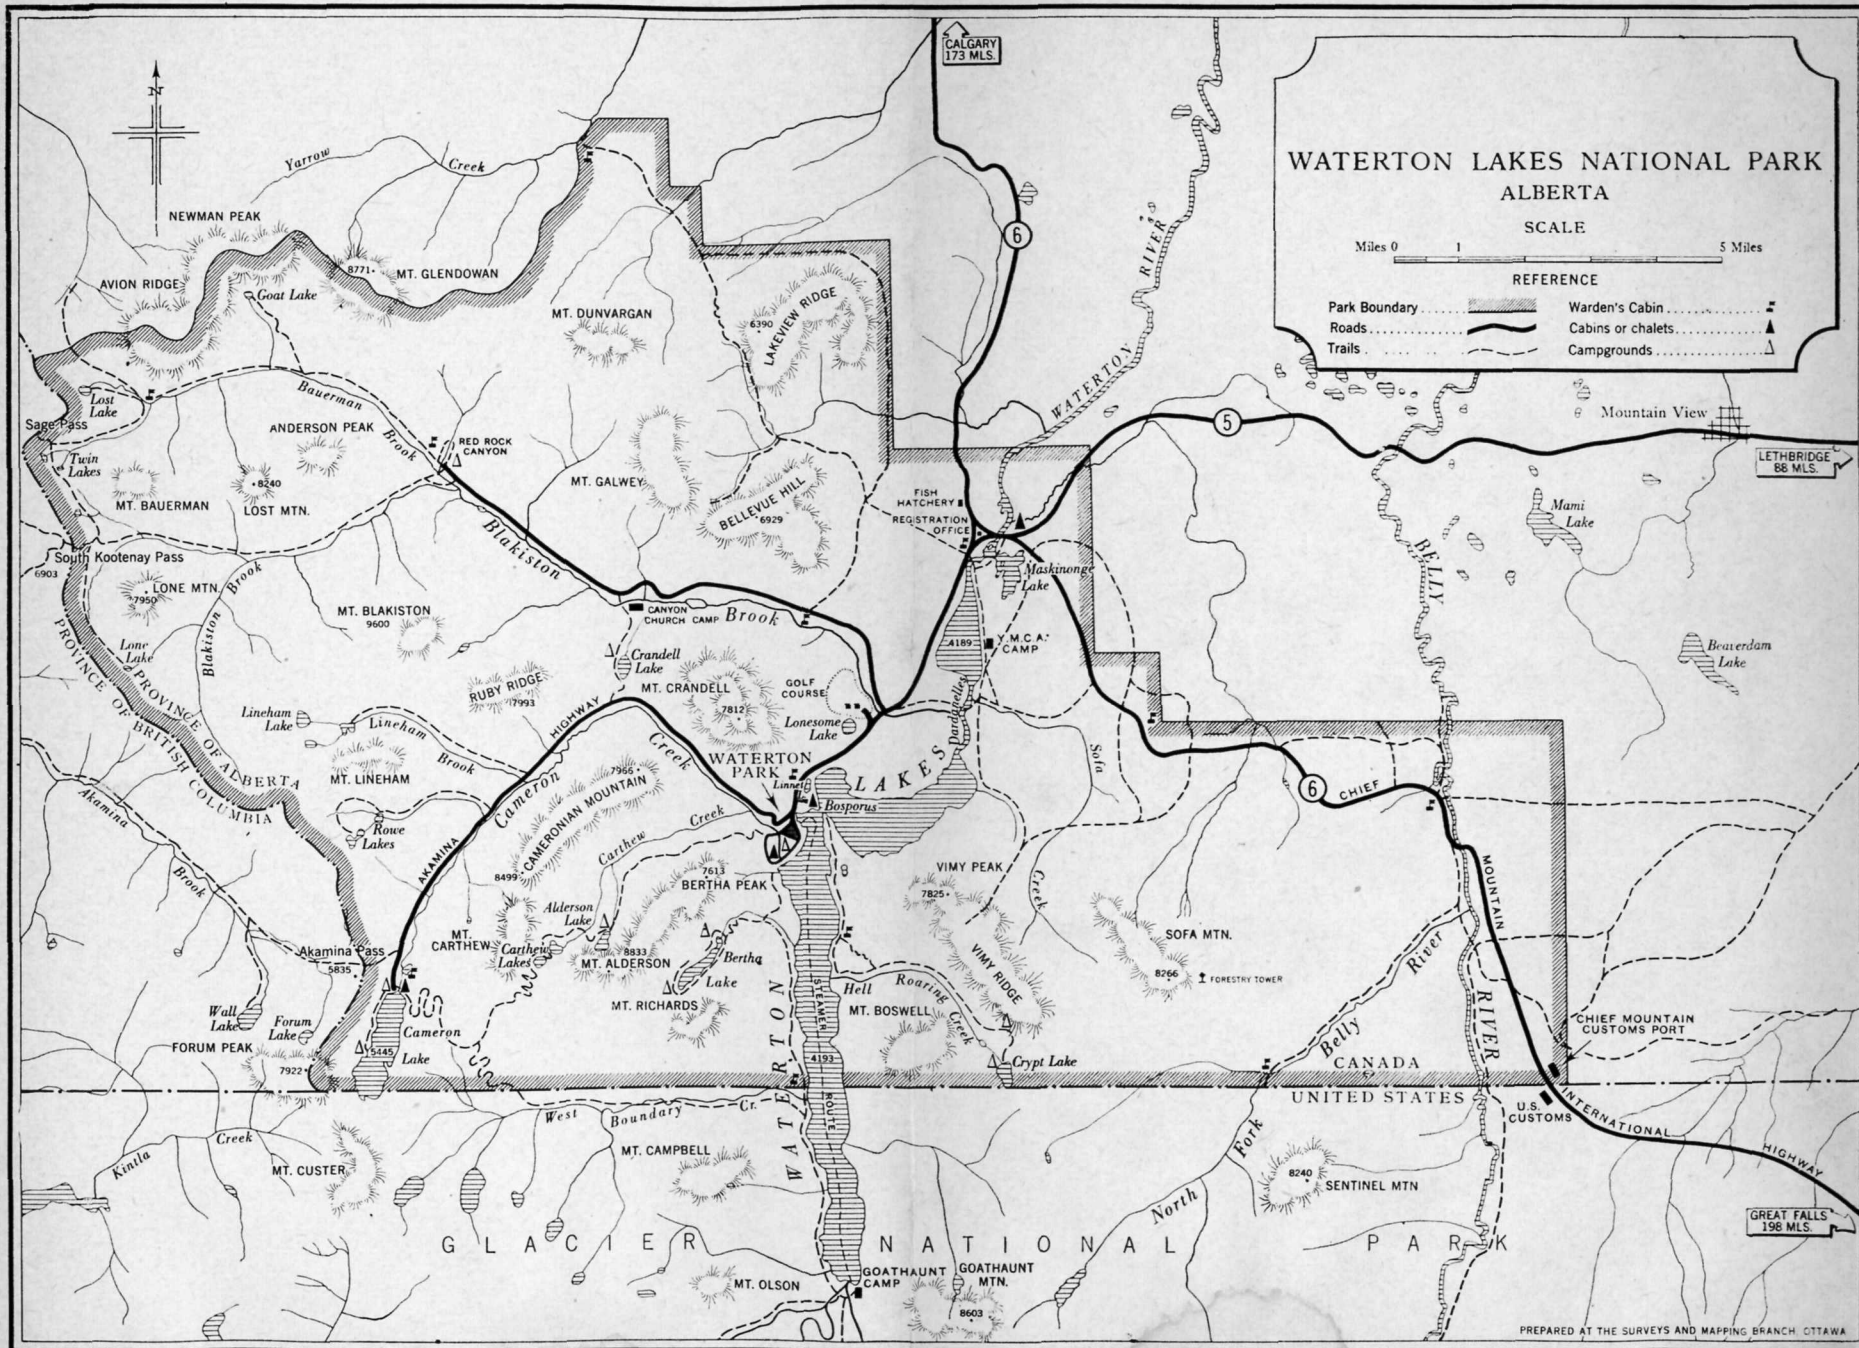 CALGARY
173 MLS.
WATERTON LAKES NATIONAL PARK
ALBERTA
SCALE
Miles 0 1 5 Miles
REFERENCE
Park Boundary
Roads
Trails
Warden's Cabin
Cabins or chalets
Campgrounds
N
Yarrow Creek
NEWMAN PEAK
AVION RIDGE
Goat Lake
8771
MT. GLENDOWAN
MT. DUNVARGAN
6390
LAKEVIEW RIDGE
6
WATERTON RIVER
5
Mountain View
LETHBRIDGE
88 MLS.
Lost
Lake
Sage Pass
Twin
Lakes
Bauerman Brook
ANDERSON PEAK
RED ROCK
CANYON
MT. BAUERMAN
8240
LOST MTN.
MT. GALWEY
BELLEVUE HILL
6929
FISH
HATCHERY
REGISTRATION
OFFICE
Maskinonge
Lake
Mami
Lake
BELLY RIVER
Beaverdam
Lake
South Kootenay Pass
6903
LONE MTN.
7950
Blakiston Brook
Blakiston Brook
MT. BLAKISTON
9600
CANYON
CHURCH CAMP
Lone
Lake
PROVINCE OF ALBERTA
PROVINCE OF BRITISH COLUMBIA
Crandell
Lake
MT. CRANDELL
7812
GOLF
COURSE
Lonesome
Lake
4189
Y.M.C.A.
CAMP
Dardanelles
RUBY RIDGE
7993
Lineham
Lake
Lineham Brook
MT. LINEHAM
AKAMINA HIGHWAY
Cameron Creek
WATERTON
PARK
Linnet
Bosporus
WATERTON LAKES
Sofa Creek
6
CHIEF MOUNTAIN INTERNATIONAL HIGHWAY
Rowe
Lakes
7966
CAMERONIAN MOUNTAIN
8499
Carthew Creek
7613
BERTHA PEAK
VIMY PEAK
7825
Akamina Brook
Akamina Pass
5835
MT.
CARTHEW
Alderson
Lake
Carthew
Lakes
8833
MT. ALDERSON
Bertha
Lake
MT. RICHARDS
Hell Roaring Creek
MT. BOSWELL
VIMY RIDGE
SOFA MTN.
8266
FORESTRY TOWER
Belly River
Wall
Lake
Forum
Lake
FORUM PEAK
7922
Cameron
Lake
5445
STEAMER ROUTE
4193
Crypt Lake
CANADA
UNITED STATES
CHIEF MOUNTAIN
CUSTOMS PORT
U.S.
CUSTOMS
West Boundary Cr.
Kintla Creek
MT. CUSTER
MT. CAMPBELL
North Fork
8240
SENTINEL MTN
GREAT FALLS
198 MLS.
GLACIER NATIONAL PARK
MT. OLSON
GOATHAUNT
CAMP
GOATHAUNT
MTN.
8603
PREPARED AT THE SURVEYS AND MAPPING BRANCH. OTTAWA